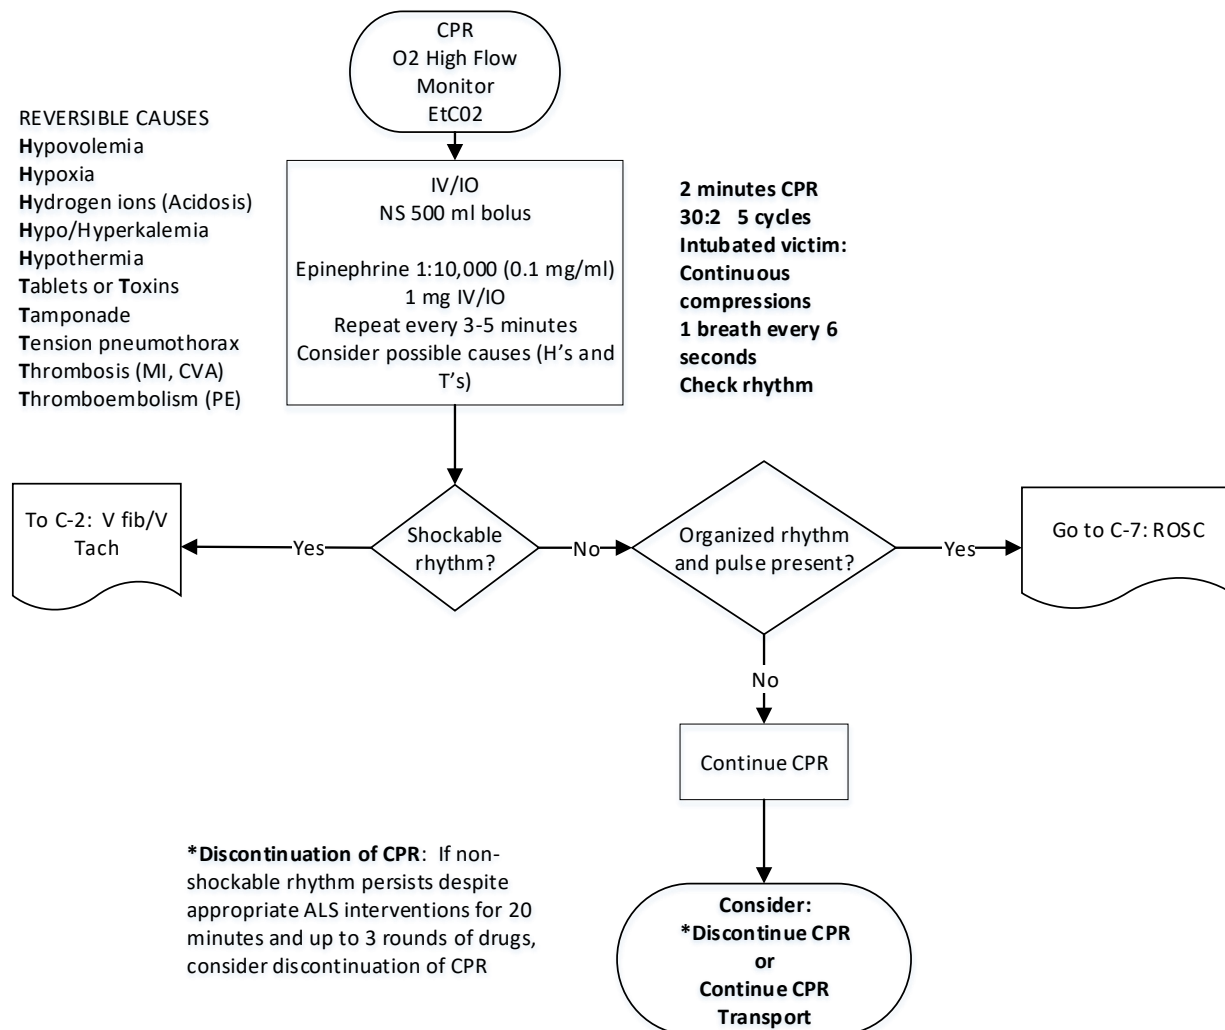 CPR
O2 High Flow
Monitor
EtC02
REVERSIBLE CAUSES
Hypovolemia
Hypoxia
Hydrogen ions (Acidosis)
Hypo/Hyperkalemia
Hypothermia
Tablets or Toxins
Tamponade
Tension pneumothorax
Thrombosis (MI, CVA)
Thromboembolism (PE)
IV/IO
NS 500 ml bolus
Epinephrine 1:10,000 (0.1 mg/ml)
1 mg IV/IO
Repeat every 3-5 minutes
Consider possible causes (H's and
T's)
2 minutes CPR
30:2 5 cycles
Intubated victim:
Continuous
compressions
1 breath every 6
seconds
Check rhythm
To C-2: V fib/V
Tach
Yes
Shockable
rhythm?
No
Organized rhythm
and pulse present?
Yes
Go to C-7: ROSC
No
Continue CPR
*Discontinuation of CPR: If non-
shockable rhythm persists despite
appropriate ALS interventions for 20
minutes and up to 3 rounds of drugs,
consider discontinuation of CPR
Consider:
*Discontinue CPR
or
Continue CPR
Transport